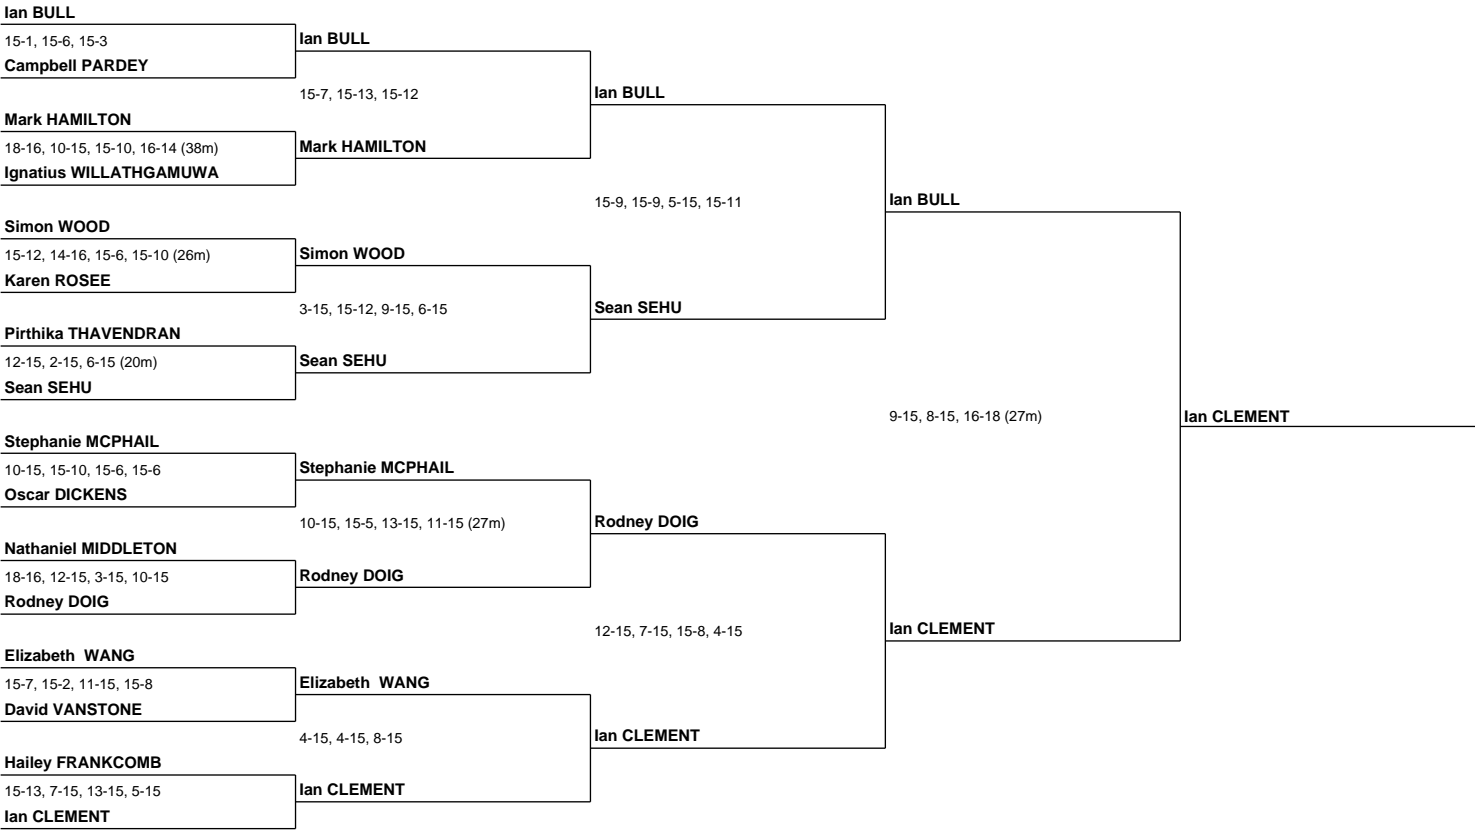 Ian BULL
15-1, 15-6, 15-3
Campbell PARDEY
Mark HAMILTON
18-16, 10-15, 15-10, 16-14 (38m)
Ignatius WILLATHGAMUWA
Simon WOOD
15-12, 14-16, 15-6, 15-10 (26m)
Karen ROSEE
Pirthika THAVENDRAN
12-15, 2-15, 6-15 (20m)
Sean SEHU
Stephanie MCPHAIL
10-15, 15-10, 15-6, 15-6
Oscar DICKENS
Nathaniel MIDDLETON
18-16, 12-15, 3-15, 10-15
Rodney DOIG
Elizabeth  WANG
15-7, 15-2, 11-15, 15-8
David VANSTONE
Hailey FRANKCOMB
15-13, 7-15, 13-15, 5-15
Ian CLEMENT
Ian BULL
15-7, 15-13, 15-12
Mark HAMILTON
Simon WOOD
3-15, 15-12, 9-15, 6-15
Sean SEHU
Stephanie MCPHAIL
10-15, 15-5, 13-15, 11-15 (27m)
Rodney DOIG
Elizabeth  WANG
4-15, 4-15, 8-15
Ian CLEMENT
Ian BULL
15-9, 15-9, 5-15, 15-11
Sean SEHU
Rodney DOIG
12-15, 7-15, 15-8, 4-15
Ian CLEMENT
Ian BULL
9-15, 8-15, 16-18 (27m)
Ian CLEMENT
Ian CLEMENT